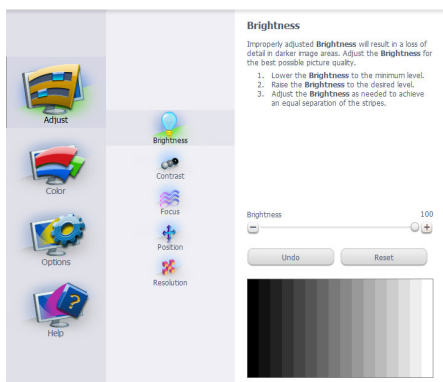 Adjust
Color
Options
Help
Brightness
Contrast
Focus
Position
Resolution
Brightness
Improperly adjusted Brightness will result in a loss of
detail in darker image areas. Adjust the Brightness for
the best possible picture quality.
1. Lower the Brightness to the minimum level.
2. Raise the Brightness to the desired level.
3. Adjust the Brightness as needed to achieve
an equal separation of the stripes.
Brightness 100
Undo Reset